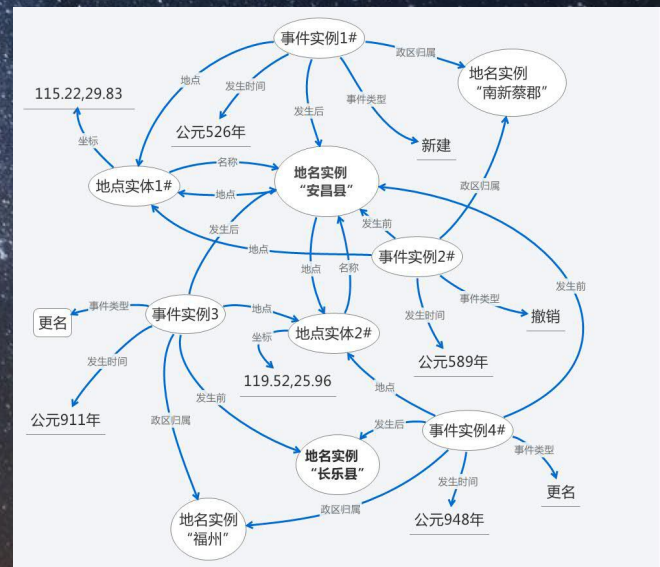 事件实例1#
政区归属
地名实例
“南新蔡郡”
地点
发生时间
115.22,29.83
发生后
事件类型
公元526年
坐标
新建
名称
地点实体1#
地名实例
“安昌县”
政区归属
地点
发生后
发生前
地点
事件实例2#
地点
名称
发生前
事件类型
事件类型
事件实例3
地点
发生时间
撤销
更名
坐标
地点实体2#
发生时间
公元589年
119.52,25.96
地点
发生前
公元911年
政区归属
发生后
事件实例4#
地名实例
“长乐县”
事件类型
发生时间
更名
政区归属
地名实例
“福州”
公元948年